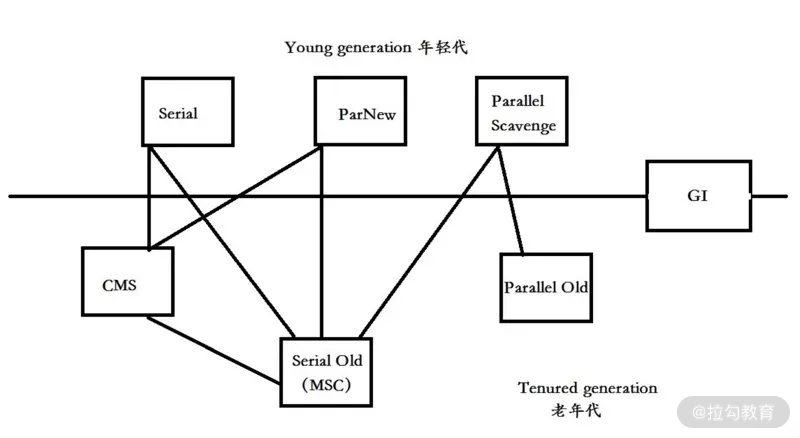 Young generation 年轻代
Serial
ParNew
Parallel
Scavenge
GI
CMS
Parallel Old
Serial Old
（MSC）
Tenured generation
老年代
@拉勾教育